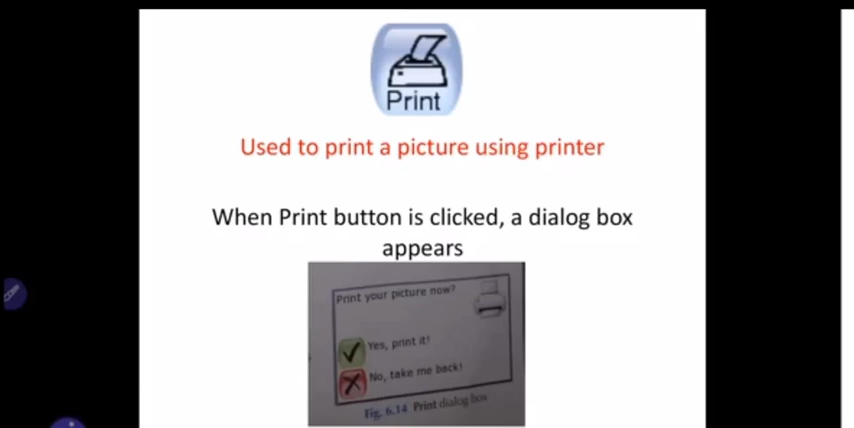 Print
Used to print a picture using printer
When Print button is clicked, a dialog box
appears
Print your picture now?
Yes, print it!
No, take me back!
Fig. 6.14 Print dialog box